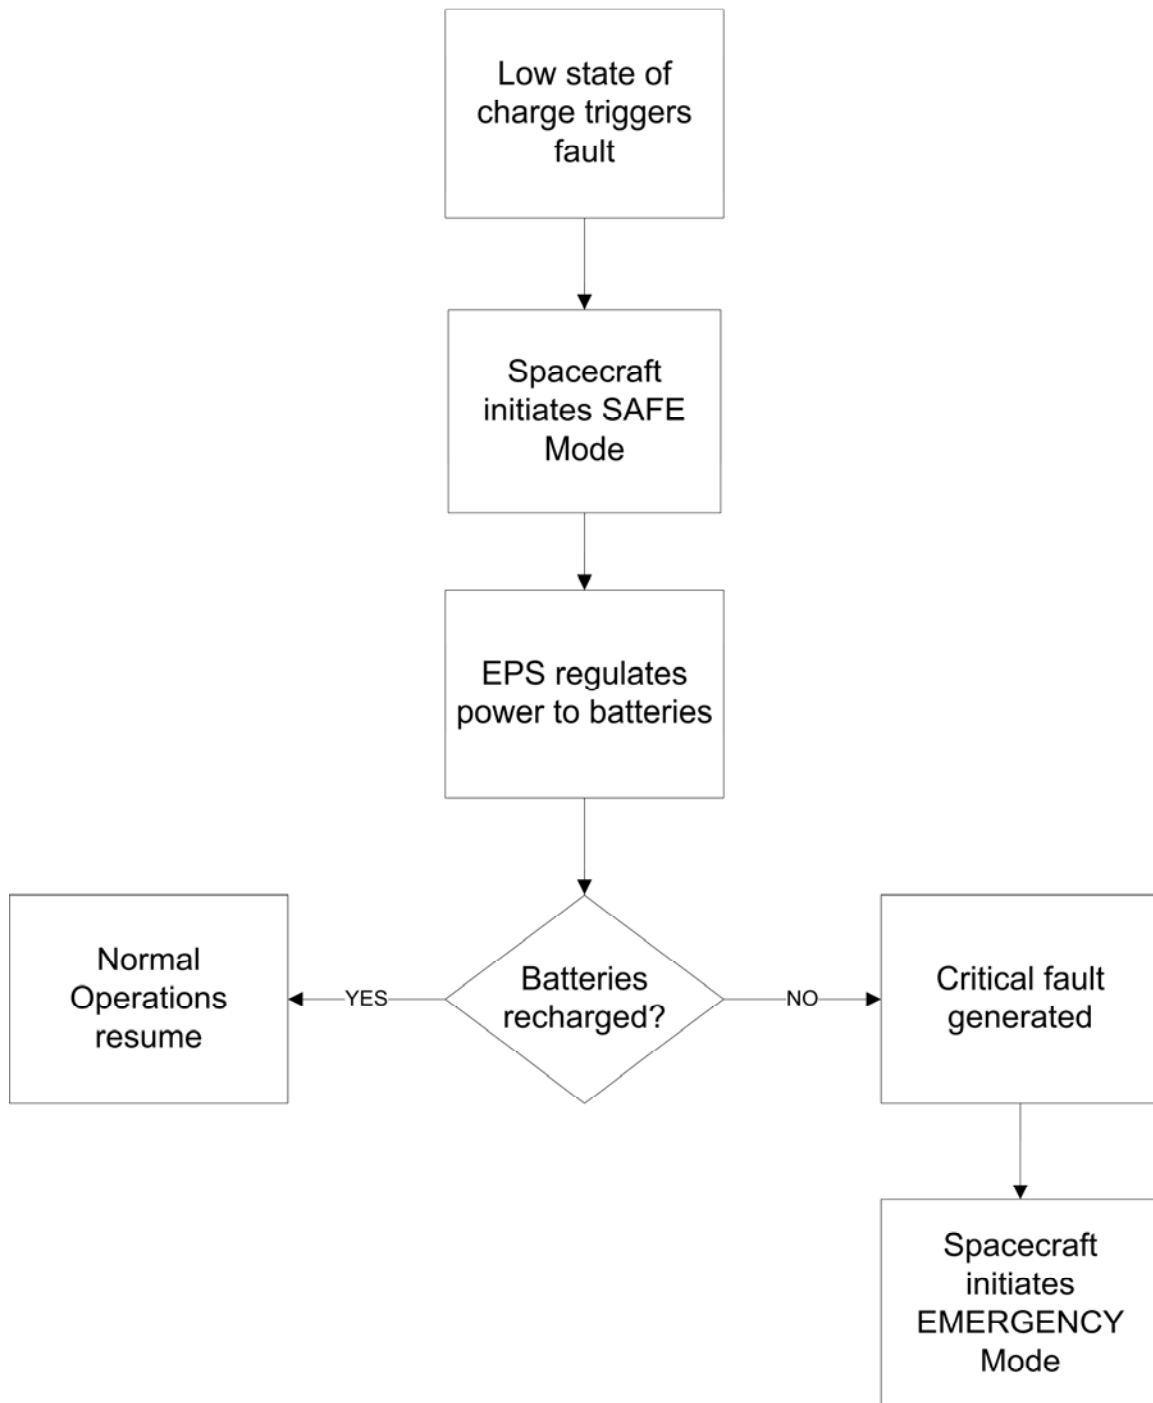 Low state of
charge triggers
fault
Spacecraft
initiates SAFE
Mode
EPS regulates
power to batteries
Normal
Operations
resume
YES
Batteries
recharged?
NO
Critical fault
generated
Spacecraft
initiates
EMERGENCY
Mode